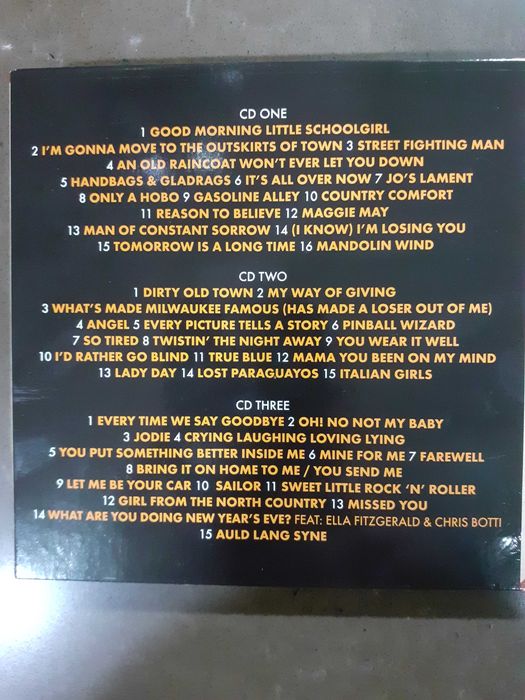 CD ONE
1 GOOD MORNING LITTLE SCHOOLGIRL
2 I'M GONNA MOVE TO THE OUTSKIRTS OF TOWN 3 STREET FIGHTING MAN
4 AN OLD RAINCOAT WON'T EVER LET YOU DOWN
5 HANDBAGS & GLADRAGS 6 IT'S ALL OVER NOW 7 JO'S LAMENT
8 ONLY A HOBO 9 GASOLINE ALLEY 10 COUNTRY COMFORT
11 REASON TO BELIEVE 12 MAGGIE MAY
13 MAN OF CONSTANT SORROW 14 (I KNOW) I'M LOSING YOU
15 TOMORROW IS A LONG TIME 16 MANDOLIN WIND
CD TWO
1 DIRTY OLD TOWN 2 MY WAY OF GIVING
3 WHAT'S MADE MILWAUKEE FAMOUS (HAS MADE A LOSER OUT OF ME)
4 ANGEL 5 EVERY PICTURE TELLS A STORY 6 PINBALL WIZARD
7 SO TIRED 8 TWISTIN' THE NIGHT AWAY 9 YOU WEAR IT WELL
10 I'D RATHER GO BLIND 11 TRUE BLUE 12 MAMA YOU BEEN ON MY MIND
13 LADY DAY 14 LOST PARAGUAYOS 15 ITALIAN GIRLS
CD THREE
1 EVERY TIME WE SAY GOODBYE 2 OH! NO NOT MY BABY
3 JODIE 4 CRYING LAUGHING LOVING LYING
5 YOU PUT SOMETHING BETTER INSIDE ME 6 MINE FOR ME 7 FAREWELL
8 BRING IT ON HOME TO ME / YOU SEND ME
9 LET ME BE YOUR CAR 10 SAILOR 11 SWEET LITTLE ROCK 'N' ROLLER
12 GIRL FROM THE NORTH COUNTRY 13 MISSED YOU
14 WHAT ARE YOU DOING NEW YEAR'S EVE? FEAT: ELLA FITZGERALD & CHRIS BOTTI
15 AULD LANG SYNE